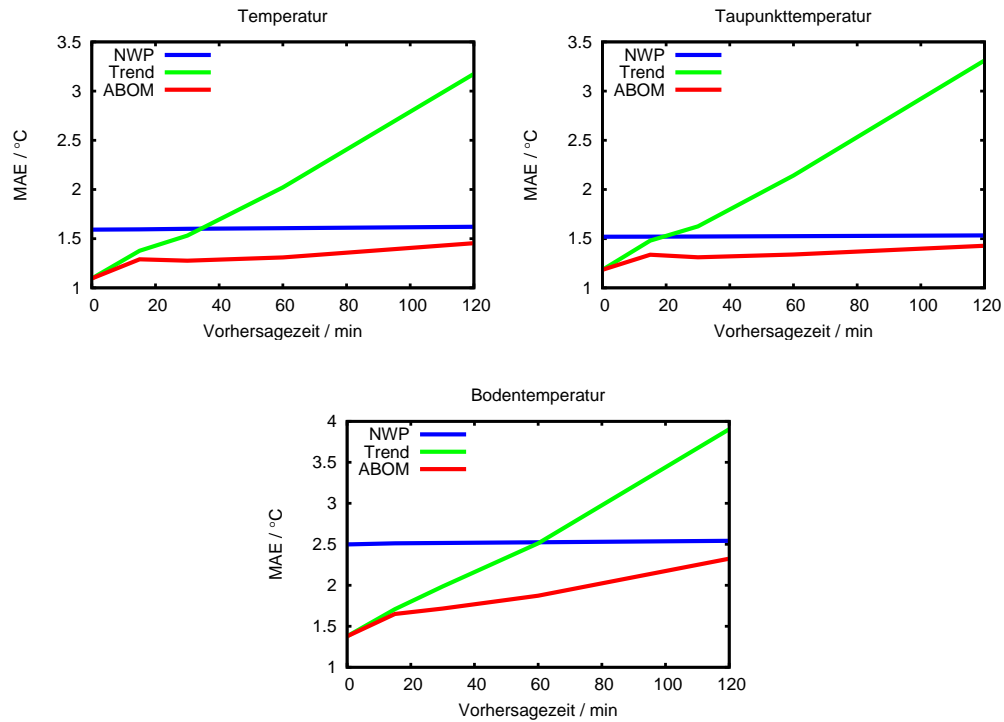 Temperatur
3.5
3
2.5
2
1.5
1
MAE / °C
NWP
Trend
ABOM
0 20 40 60 80 100 120
Vorhersagezeit / min
Taupunkttemperatur
3.5
3
2.5
2
1.5
1
MAE / °C
NWP
Trend
ABOM
0 20 40 60 80 100 120
Vorhersagezeit / min
Bodentemperatur
4
3.5
3
2.5
2
1.5
1
MAE / °C
NWP
Trend
ABOM
0 20 40 60 80 100 120
Vorhersagezeit / min